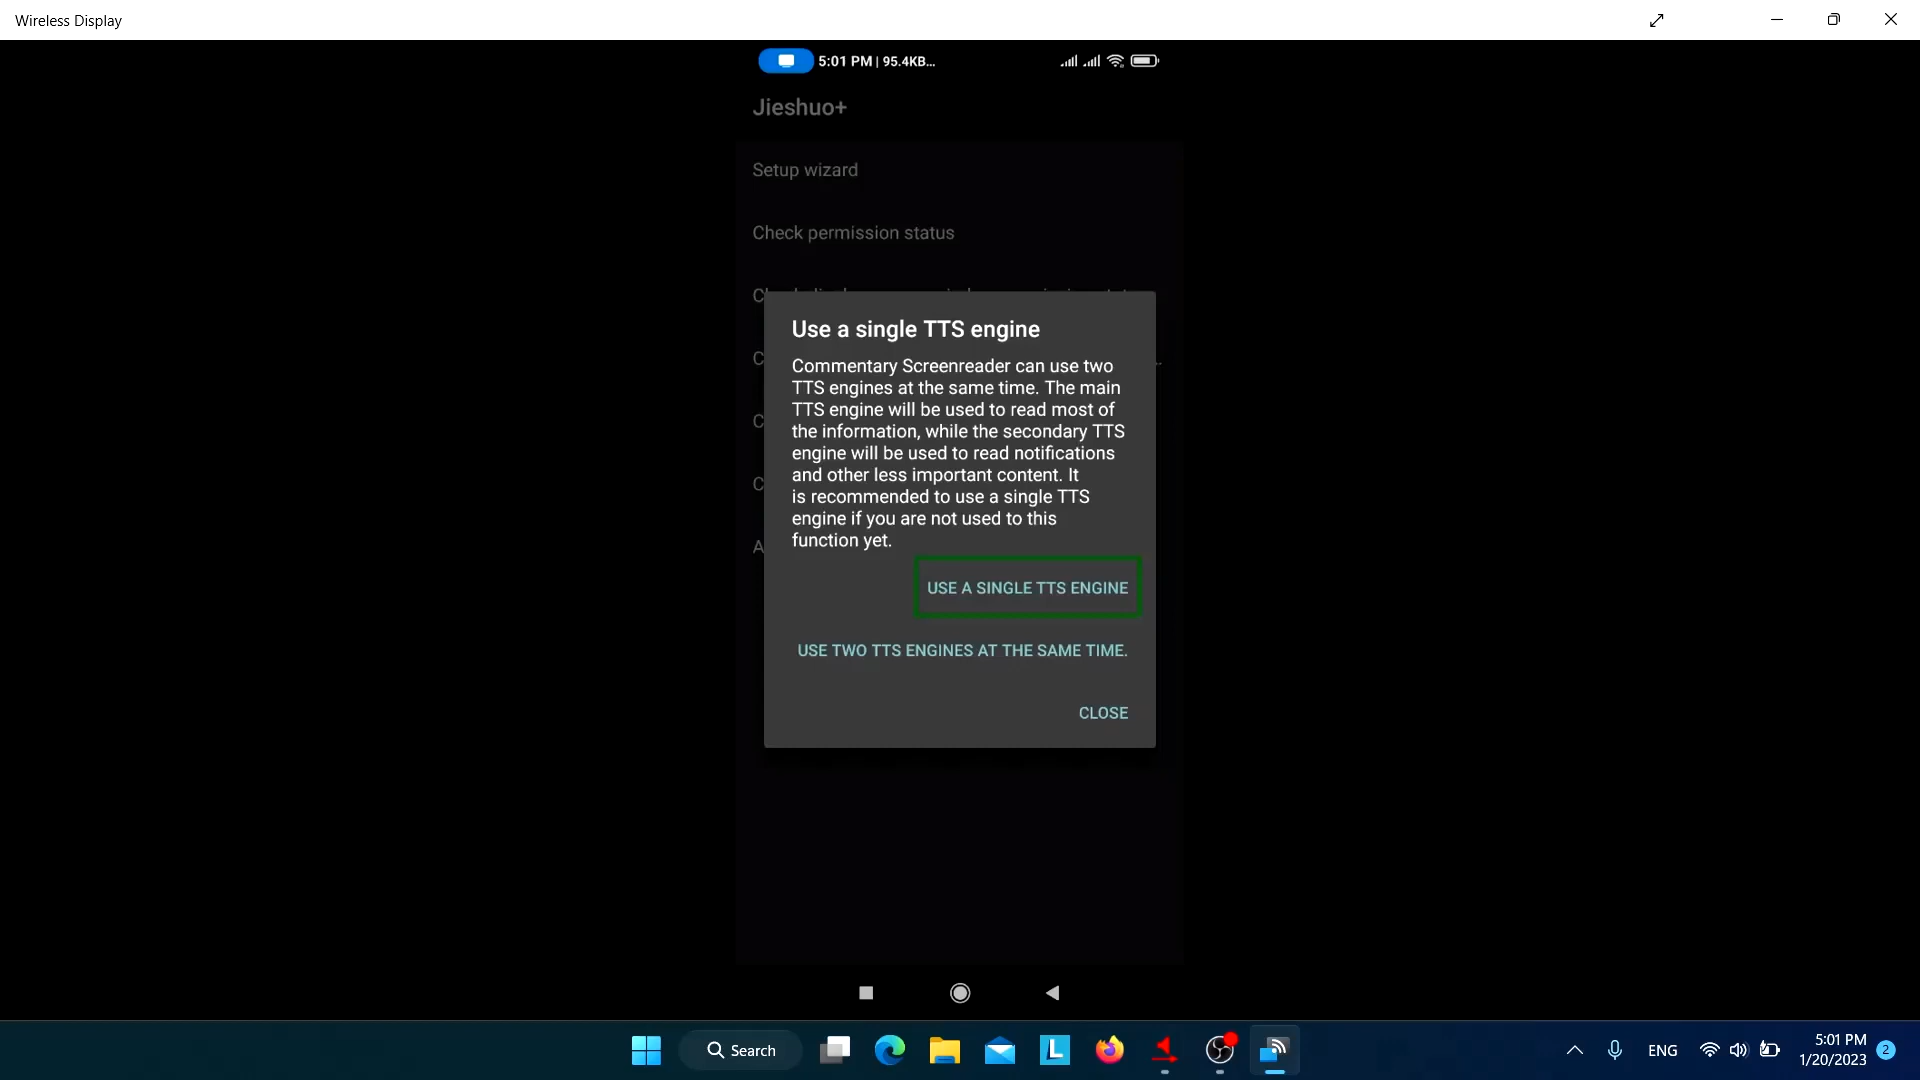 Wireless Display
5:01 PM | 95.4KB...
Jieshuo+
Setup wizard
Check permission status
Use a single TTS engine
Commentary Screenreader can use two
TTS engines at the same time. The main
TTS engine will be used to read most of
the information, while the secondary TTS
engine will be used to read notifications
and other less important content. It
is recommended to use a single TTS
engine if you are not used to this
function yet.
USE A SINGLE TTS ENGINE
USE TWO TTS ENGINES AT THE SAME TIME.
CLOSE
Search
L
ENG
5:01 PM
1/20/2023
2